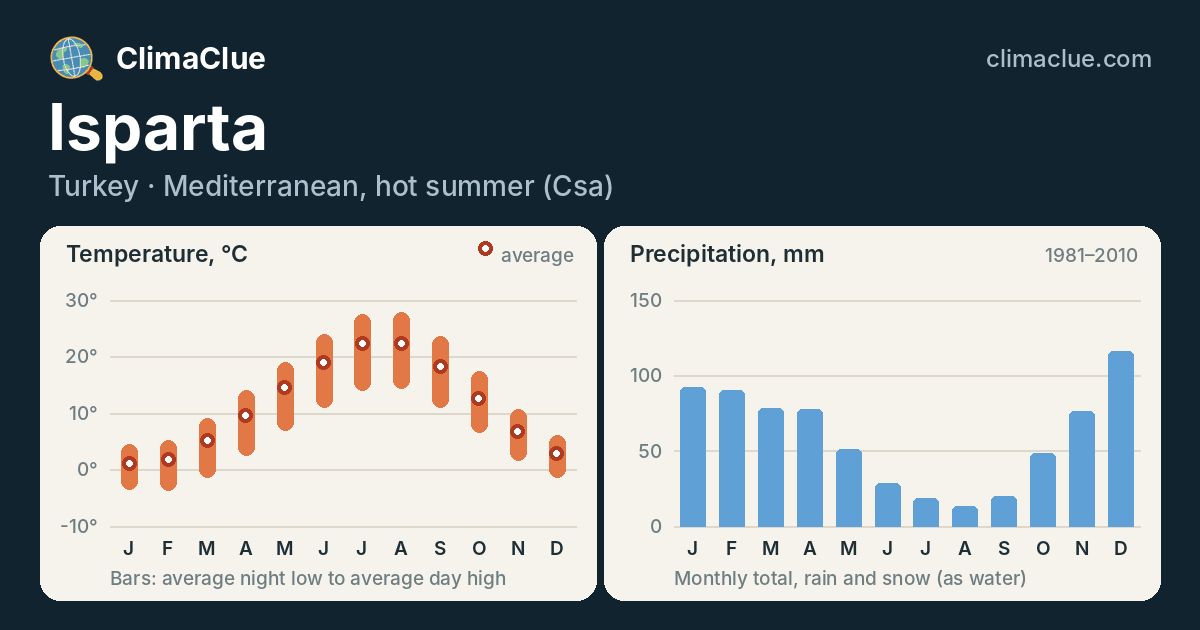 ClimaClue
climaclue.com
Isparta
Turkey · Mediterranean, hot summer (Csa)
Temperature, °C
average
30°
20°
10°
0°
-10°
J F M A M J J A S O N D
Bars: average night low to average day high
Precipitation, mm
1981–2010
150
100
50
0
J F M A M J J A S O N D
Monthly total, rain and snow (as water)